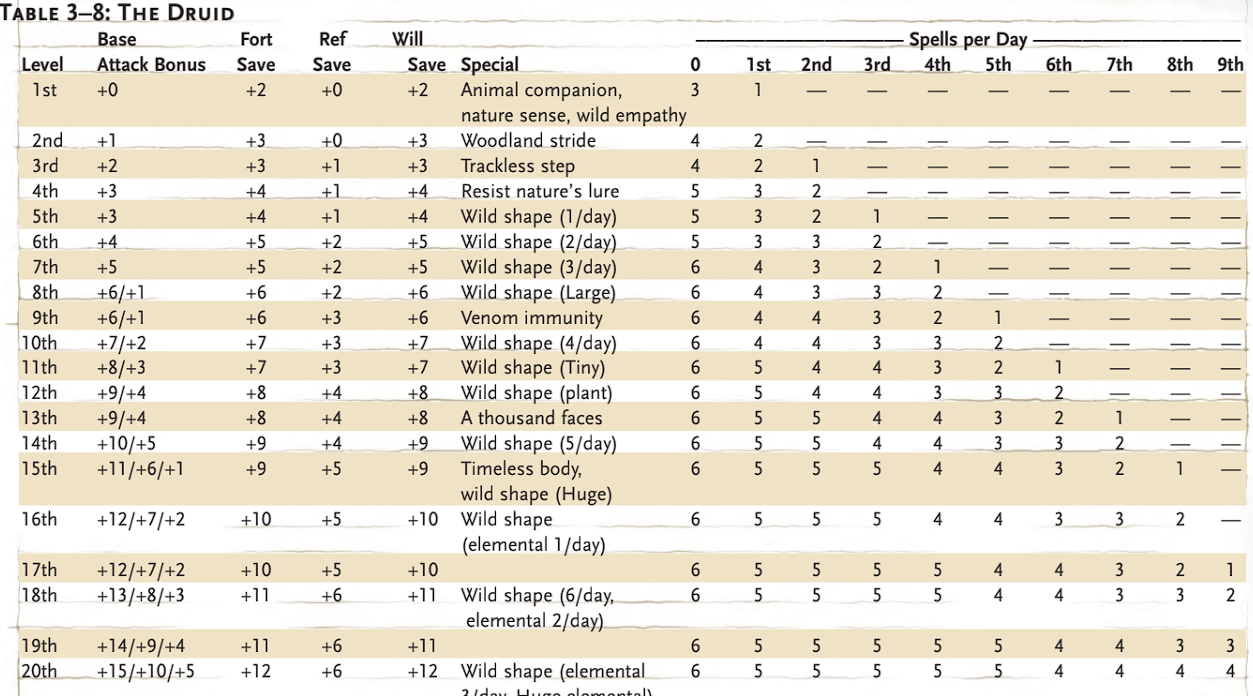 TABLE 3–8: THE DRUID
Base Fort Ref Will Spells per Day
Level Attack Bonus Save Save Save Special 0 1st 2nd 3rd 4th 5th 6th 7th 8th 9th
1st +0 +2 +0 +2 Animal companion, 3 1 — — — — — — — —
nature sense, wild empathy
2nd +1 +3 +0 +3 Woodland stride 4 2 — — — — — — — —
3rd +2 +3 +1 +3 Trackless step 4 2 1 — — — — — — —
4th +3 +4 +1 +4 Resist nature’s lure 5 3 2 — — — — — — —
5th +3 +4 +1 +4 Wild shape (1/day) 5 3 2 1 — — — — — —
6th +4 +5 +2 +5 Wild shape (2/day) 5 3 3 2 — — — — — —
7th +5 +5 +2 +5 Wild shape (3/day) 6 4 3 2 1 — — — — —
8th +6/+1 +6 +2 +6 Wild shape (Large) 6 4 3 3 2 — — — — —
9th +6/+1 +6 +3 +6 Venom immunity 6 4 4 3 2 1 — — — —
10th +7/+2 +7 +3 +7 Wild shape (4/day) 6 4 4 3 3 2 — — — —
11th +8/+3 +7 +3 +7 Wild shape (Tiny) 6 5 4 4 3 2 1 — — —
12th +9/+4 +8 +4 +8 Wild shape (plant) 6 5 4 4 3 3 2 — — —
13th +9/+4 +8 +4 +8 A thousand faces 6 5 5 4 4 3 2 1 — —
14th +10/+5 +9 +4 +9 Wild shape (5/day) 6 5 5 4 4 3 3 2 — —
15th +11/+6/+1 +9 +5 +9 Timeless body, 6 5 5 5 4 4 3 2 1 —
wild shape (Huge)
16th +12/+7/+2 +10 +5 +10 Wild shape 6 5 5 5 4 4 3 3 2 —
(elemental 1/day)
17th +12/+7/+2 +10 +5 +10 6 5 5 5 5 4 4 3 2 1
18th +13/+8/+3 +11 +6 +11 Wild shape (6/day, 6 5 5 5 5 4 4 3 3 2
elemental 2/day)
19th +14/+9/+4 +11 +6 +11 6 5 5 5 5 5 4 4 3 3
20th +15/+10/+5 +12 +6 +12 Wild shape (elemental 6 5 5 5 5 5 4 4 4 4
3/day, Huge elemental)